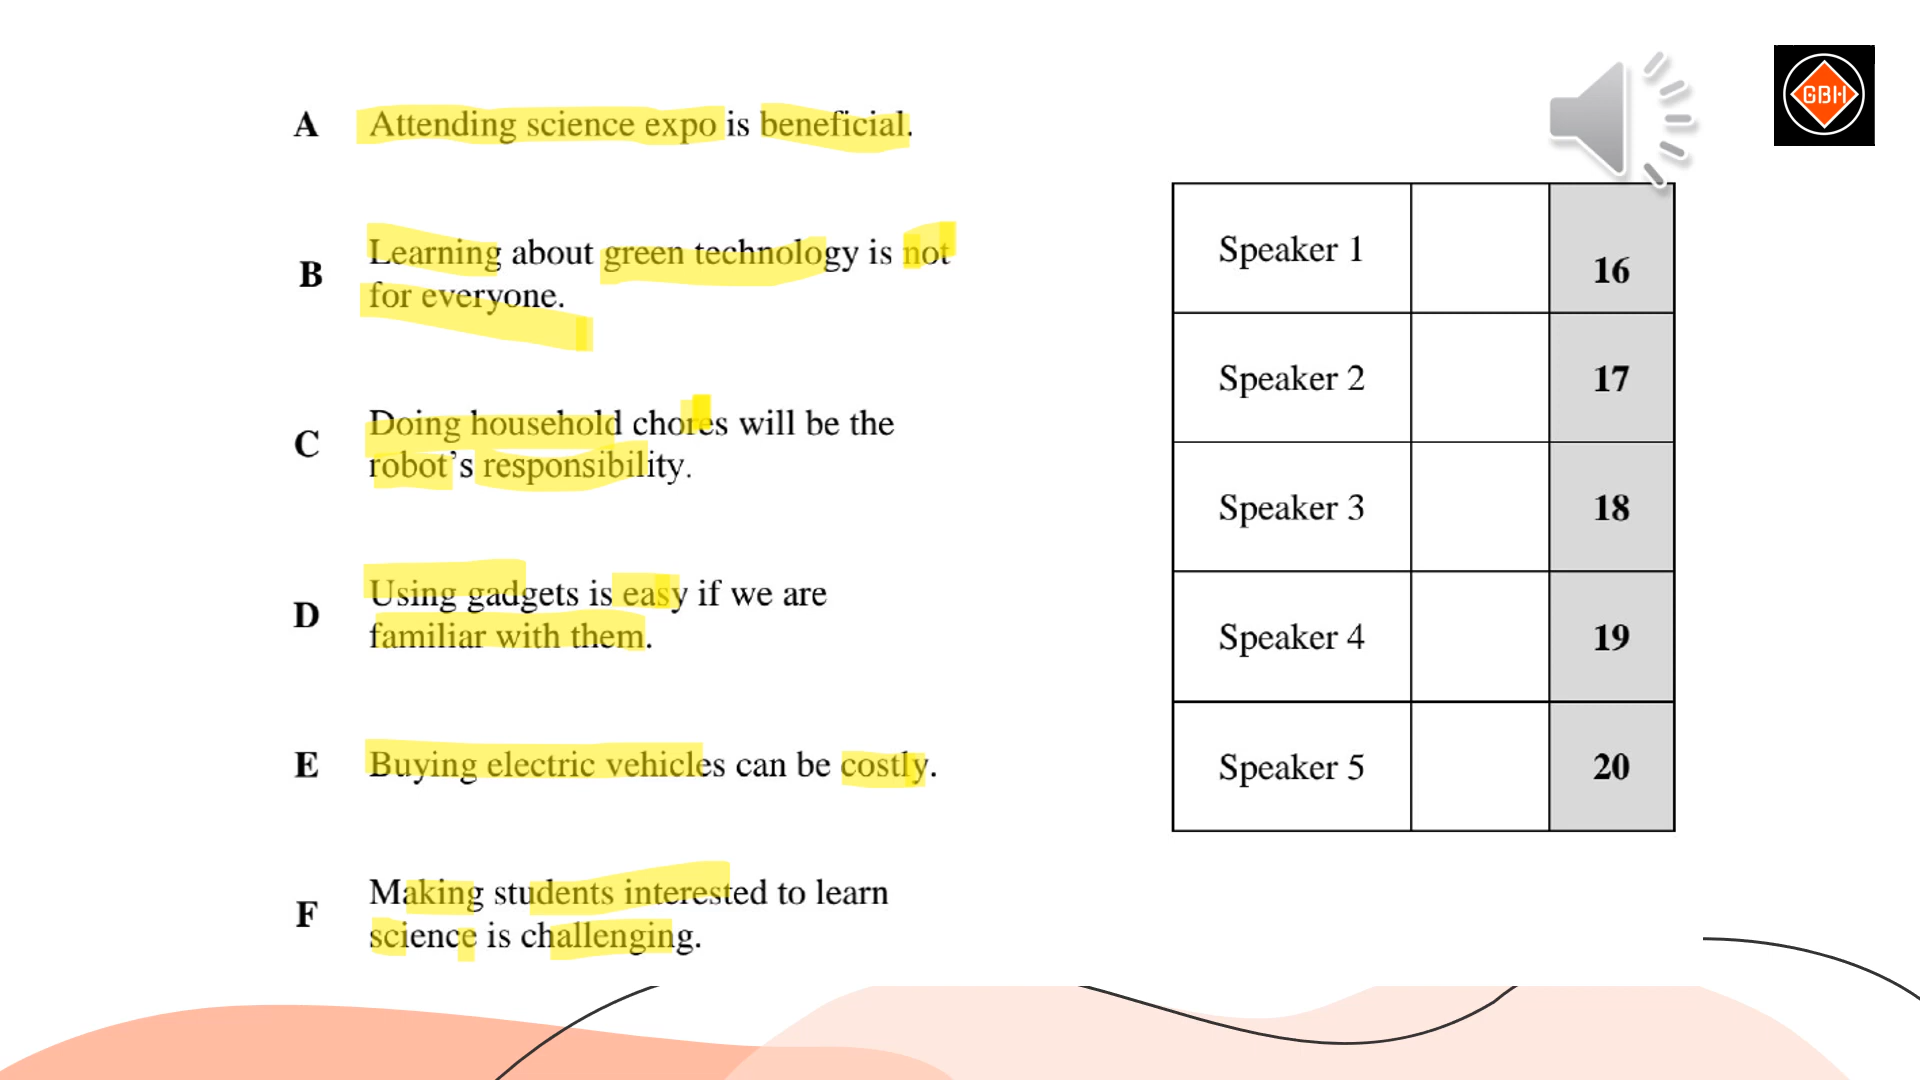 A Attending science expo is beneficial.
B Learning about green technology is not
for everyone.
C Doing household chores will be the
robot's responsibility.
D Using gadgets is easy if we are
familiar with them.
E Buying electric vehicles can be costly.
F Making students interested to learn
science is challenging.
GBH
Speaker 1 16
Speaker 2 17
Speaker 3 18
Speaker 4 19
Speaker 5 20